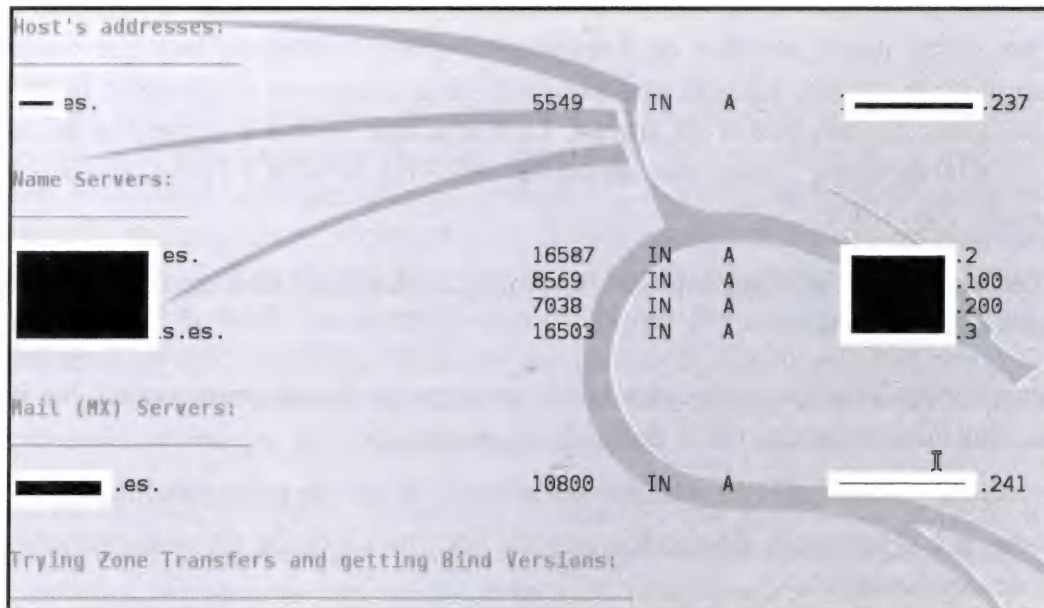 Host's addresses:
es. 5549 IN A .237
Name Servers:
es. 16587 IN A .2
8569 IN A .100
7038 IN A .200
s.es. 16503 IN A .3
Mail (MX) Servers:
.es. 10800 IN A .241
Trying Zone Transfers and getting Bind Versions: